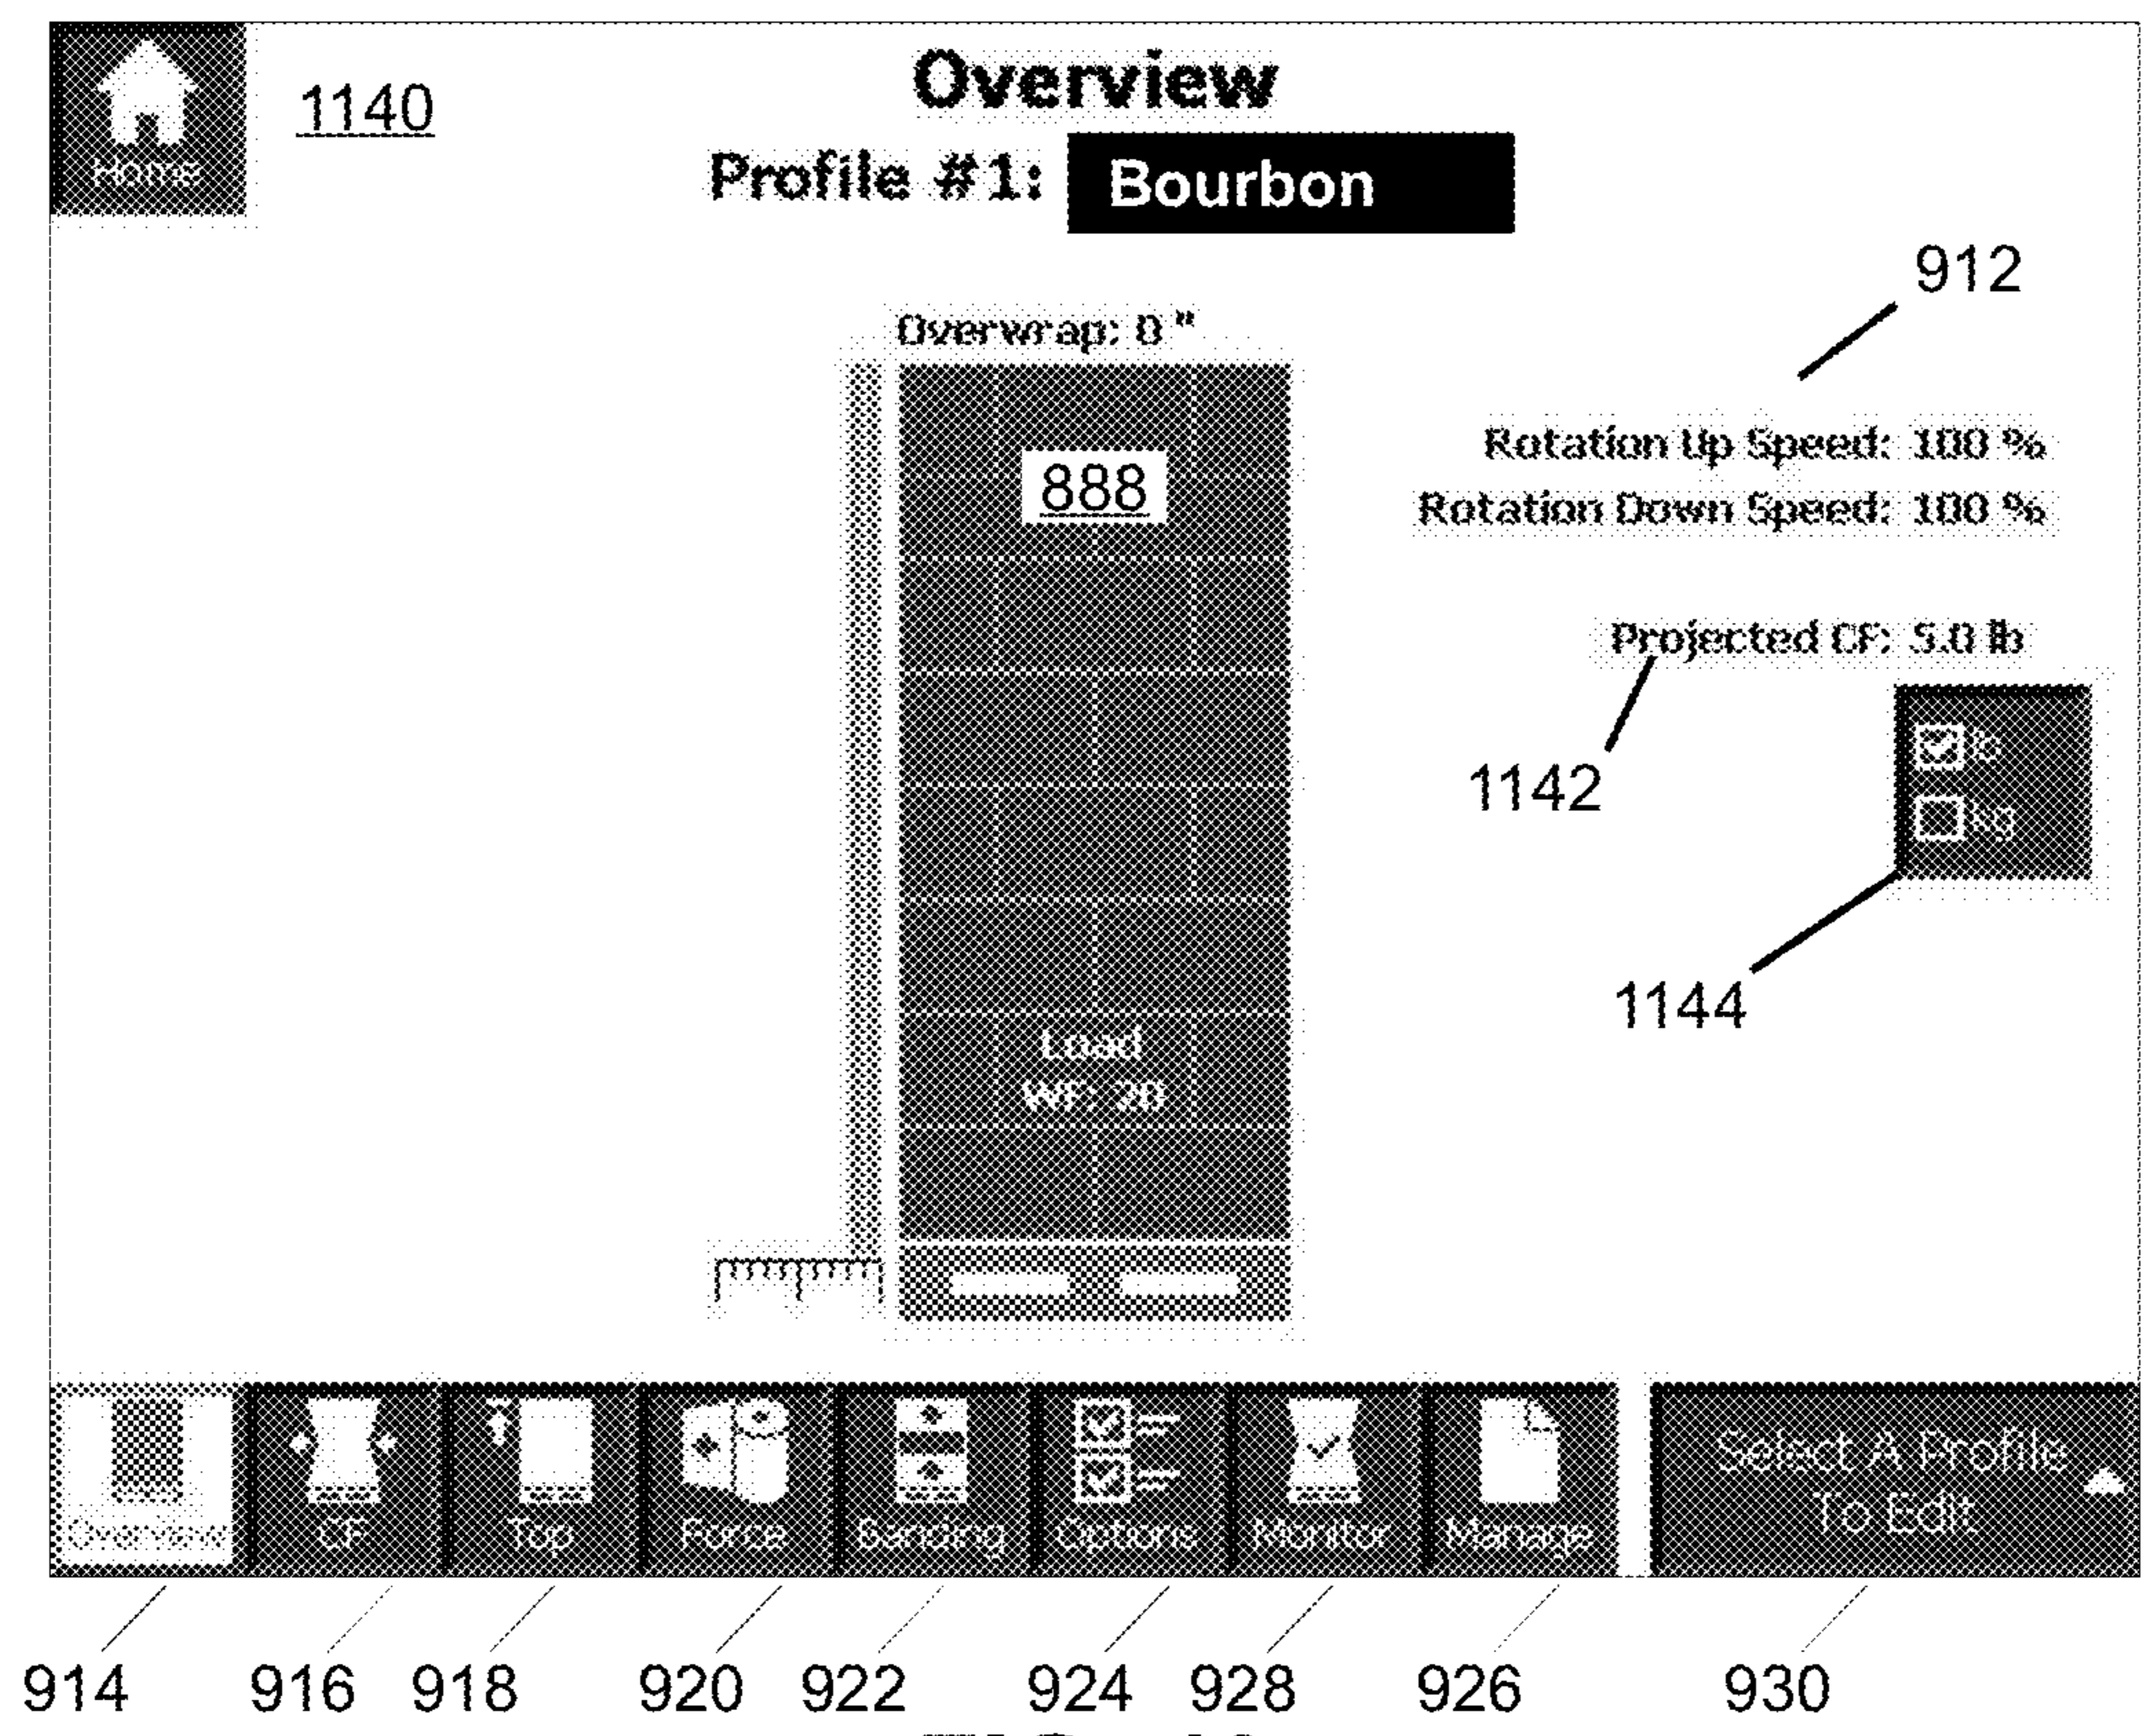 Overview
Home
1140
Profile #1: Bourbon
912
Overwrap: 0 "
888
Rotation Up Speed: 100 %
Rotation Down Speed: 100 %
Projected CF: 5.0 lb
1142
lb
kg
1144
Load
WF: 20
Overview
CF
Top
Force
Banding
Options
Monitor
Manage
Select A Profile
To Edit
914 916 918 920 922 924 928 926 930